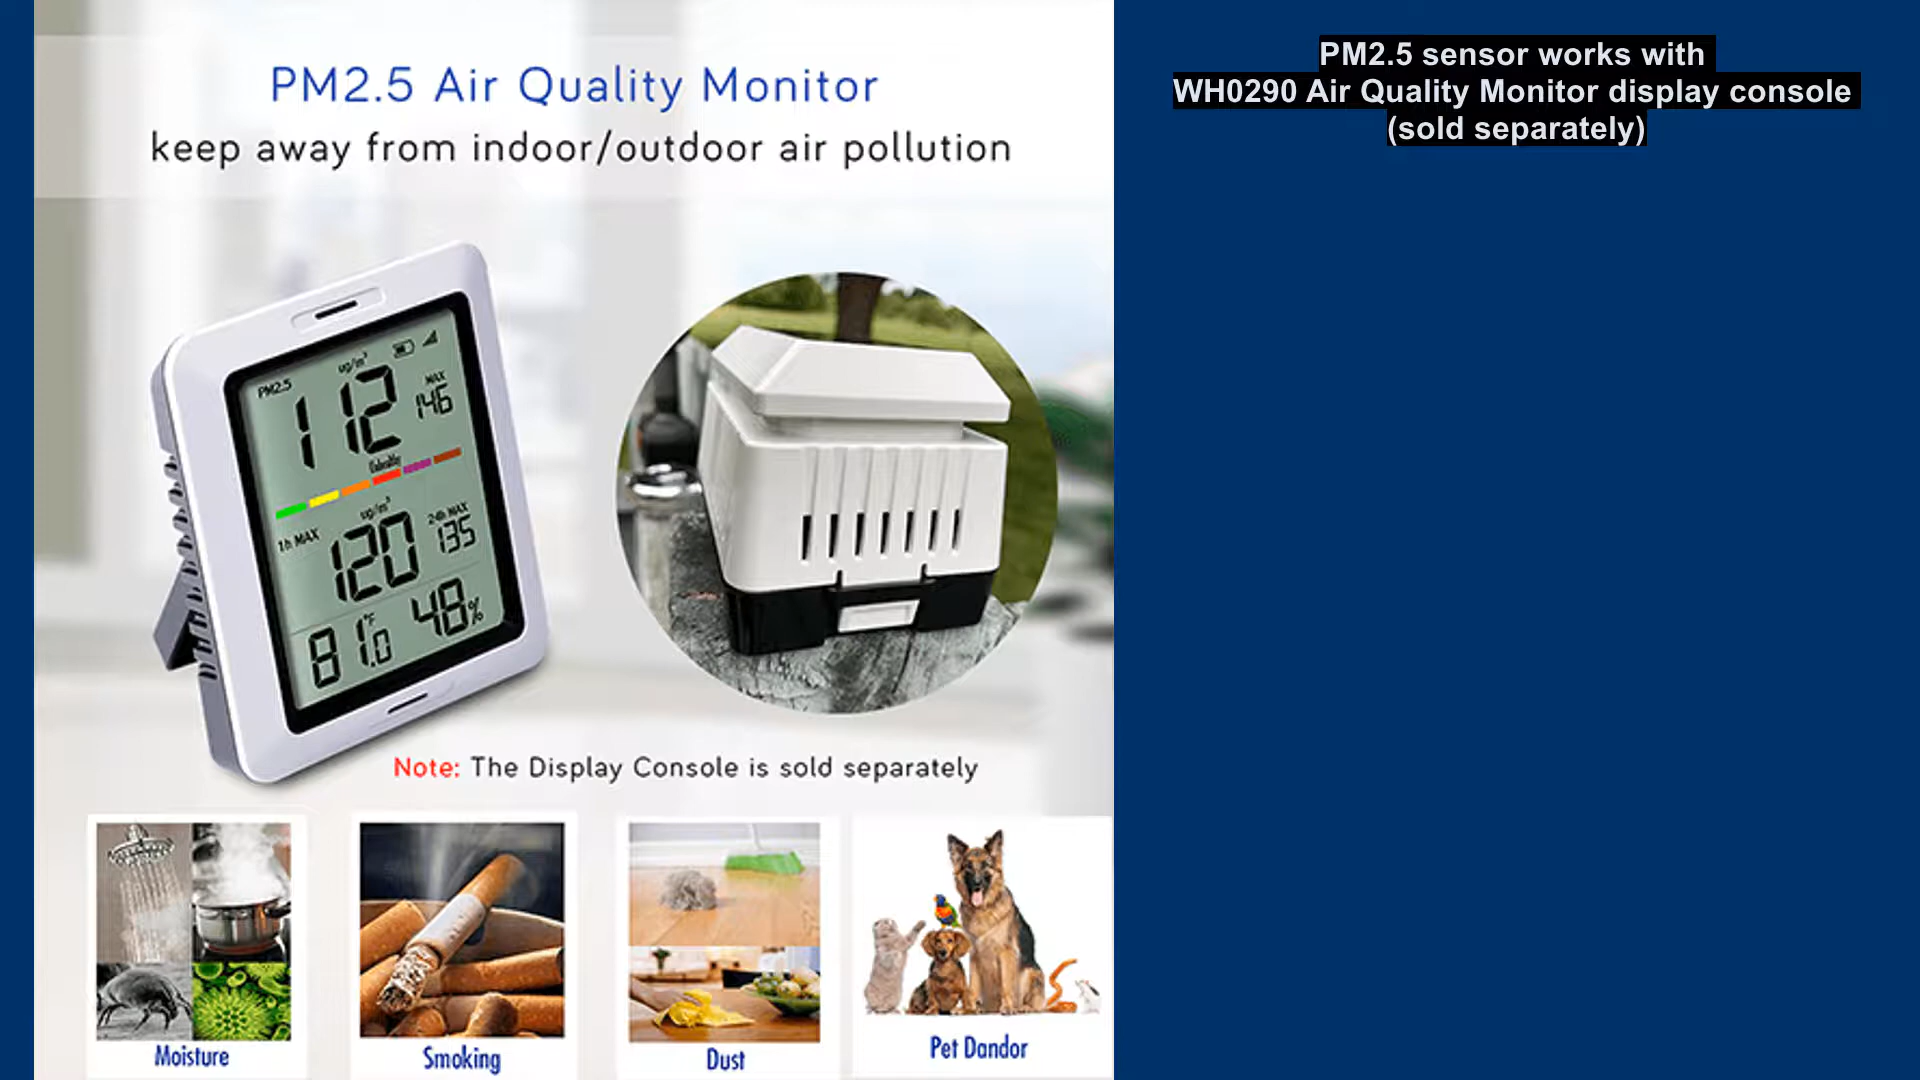 PM2.5 Air Quality Monitor
keep away from indoor/outdoor air pollution
PM2.5 sensor works with
WH0290 Air Quality Monitor display console
(sold separately)
PM2.5
ug/m³
112
MAX
146
Unhealthy
ug/m³
1h MAX
120
24h MAX
135
81.0
°F
48%
Note: The Display Console is sold separately
Moisture
Smoking
Dust
Pet Dandor